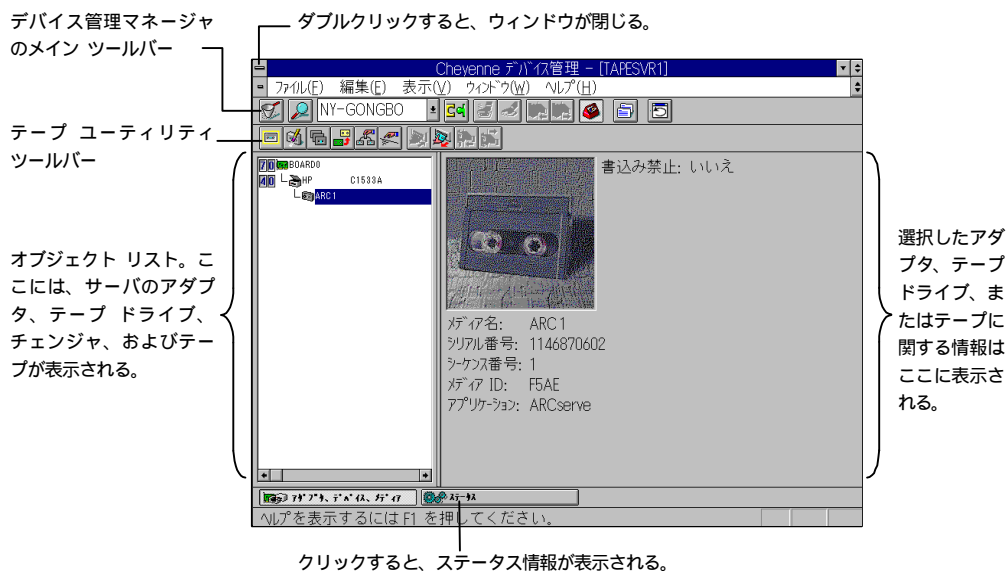 デバイス管理マネージャ
のメイン ツールバー
ダブルクリックすると、ウィンドウが閉じる。
Cheyenne デバイス管理 - [TAPESVR1]
ファイル(F) 編集(E) 表示(V) ウィンドウ(W) ヘルプ(H)
NY-GONGBO
テープ ユーティリティ
ツールバー
70 BOARD0
40 HP C1533A
ARC1
書込み禁止: いいえ
メディア名: ARC1
シリアル番号: 1146870602
シーケンス番号: 1
メディア ID: F5AE
アプリケーション: ARCserve
オブジェクト リスト。こ
こには、サーバのアダプ
タ、テープ ドライブ、
チェンジャ、およびテー
プが表示される。
選択したアダ
プタ、テープ
ドライブ、ま
たはテープに
関する情報は
ここに表示さ
れる。
アダプタ、デバイス、メディア
ステータス
ヘルプを表示するには F1 を押してください。
クリックすると、ステータス情報が表示される。